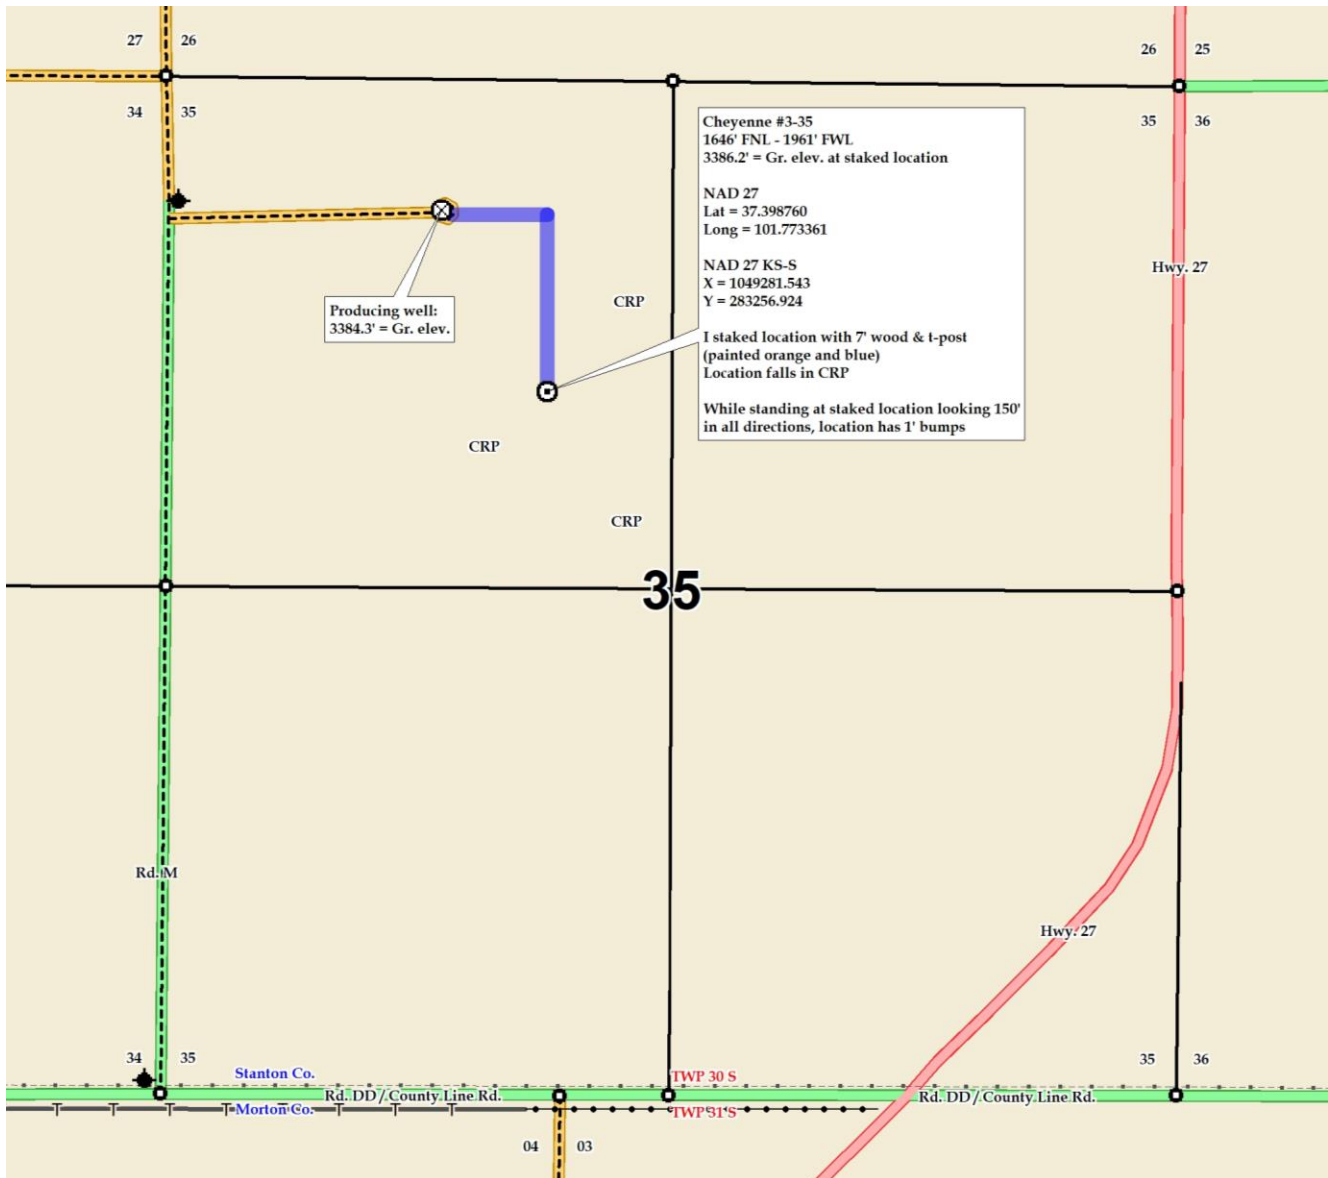 27 26
26 25
34 35
35 36
Cheyenne #3-35
1646' FNL - 1961' FWL
3386.2' = Gr. elev. at staked location
NAD 27
Lat = 37.398760
Long = 101.773361
NAD 27 KS-S
X = 1049281.543
Y = 283256.924
I staked location with 7' wood & t-post
(painted orange and blue)
Location falls in CRP
While standing at staked location looking 150'
in all directions, location has 1' bumps
Hwy. 27
CRP
Producing well:
3384.3' = Gr. elev.
CRP
CRP
35
Rd. M
Hwy. 27
34 35
35 36
Stanton Co.
TWP 30 S
Rd. DD / County Line Rd.
Rd. DD / County Line Rd.
Morton Co.
TWP 31 S
04 03